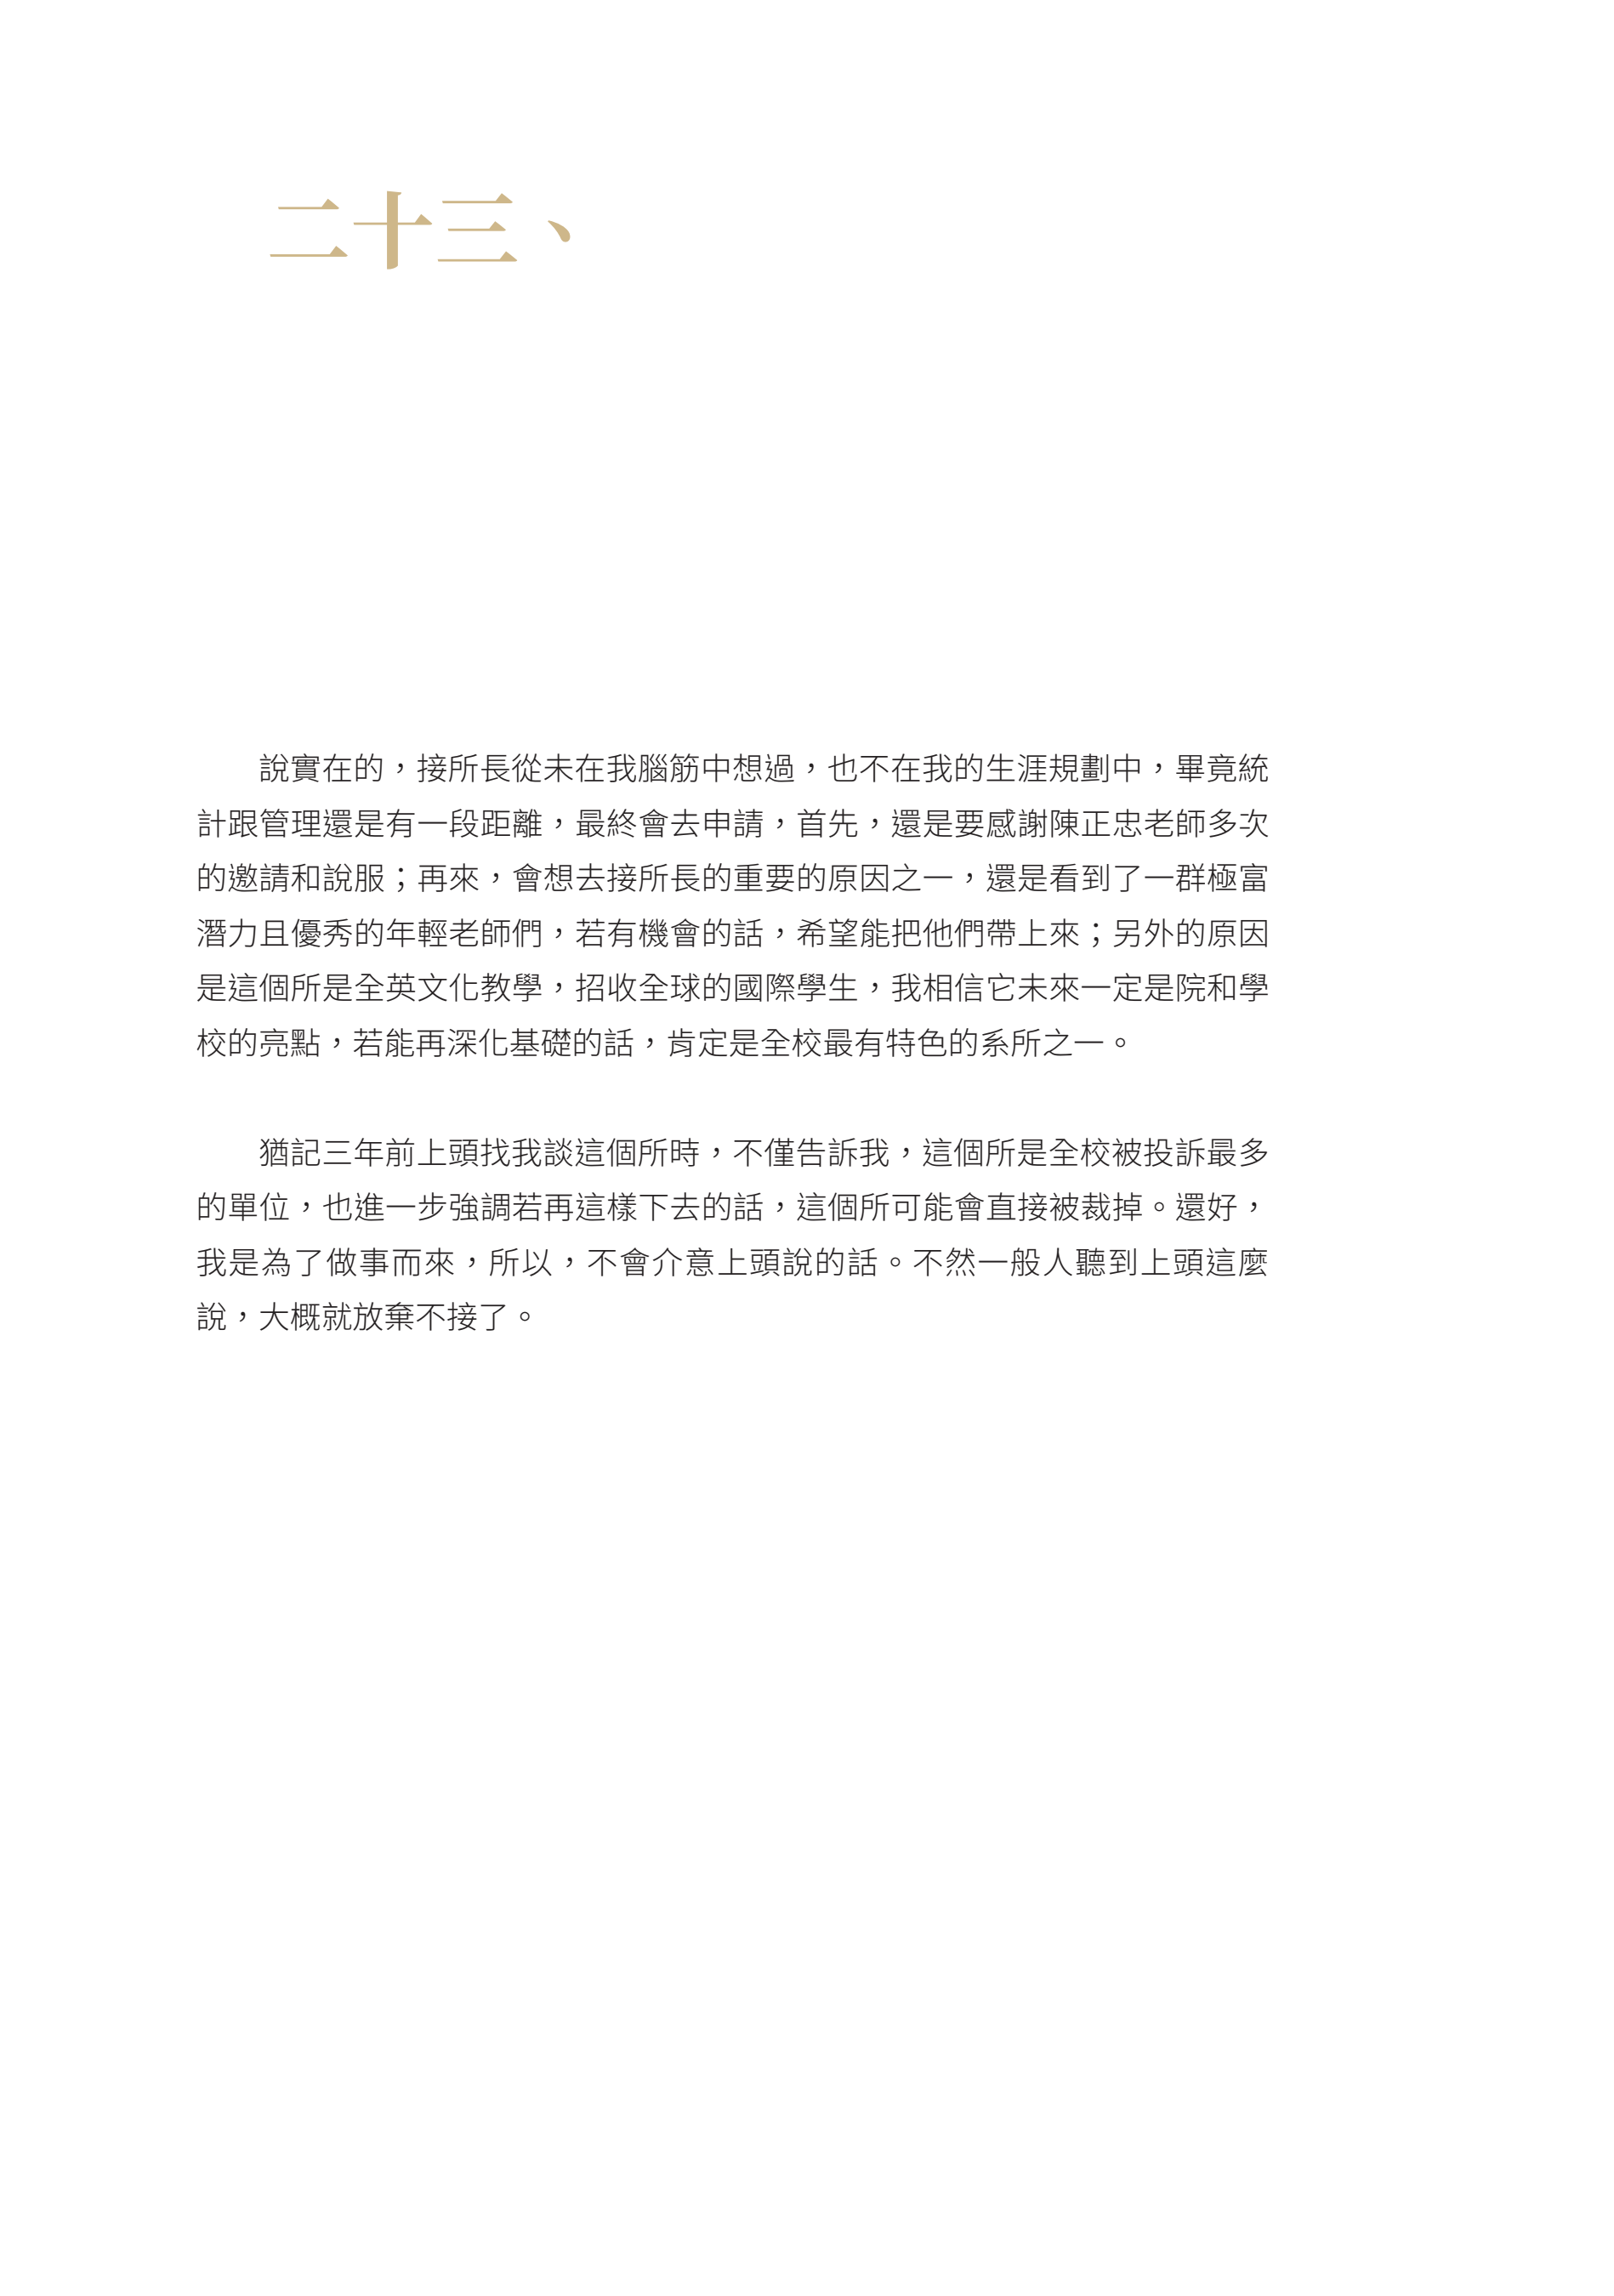 二十三、
說實在的，接所長從未在我腦筋中想過，也不在我的生涯規劃中，畢竟統
計跟管理還是有一段距離，最終會去申請，首先，還是要感謝陳正忠老師多次
的邀請和說服；再來，會想去接所長的重要的原因之一，還是看到了一群極富
潛力且優秀的年輕老師們，若有機會的話，希望能把他們帶上來；另外的原因
是這個所是全英文化教學，招收全球的國際學生，我相信它未來一定是院和學
校的亮點，若能再深化基礎的話，肯定是全校最有特色的系所之一。
猶記三年前上頭找我談這個所時，不僅告訴我，這個所是全校被投訴最多
的單位，也進一步強調若再這樣下去的話，這個所可能會直接被裁掉。還好，
我是為了做事而來，所以，不會介意上頭說的話。不然一般人聽到上頭這麼
說，大概就放棄不接了。